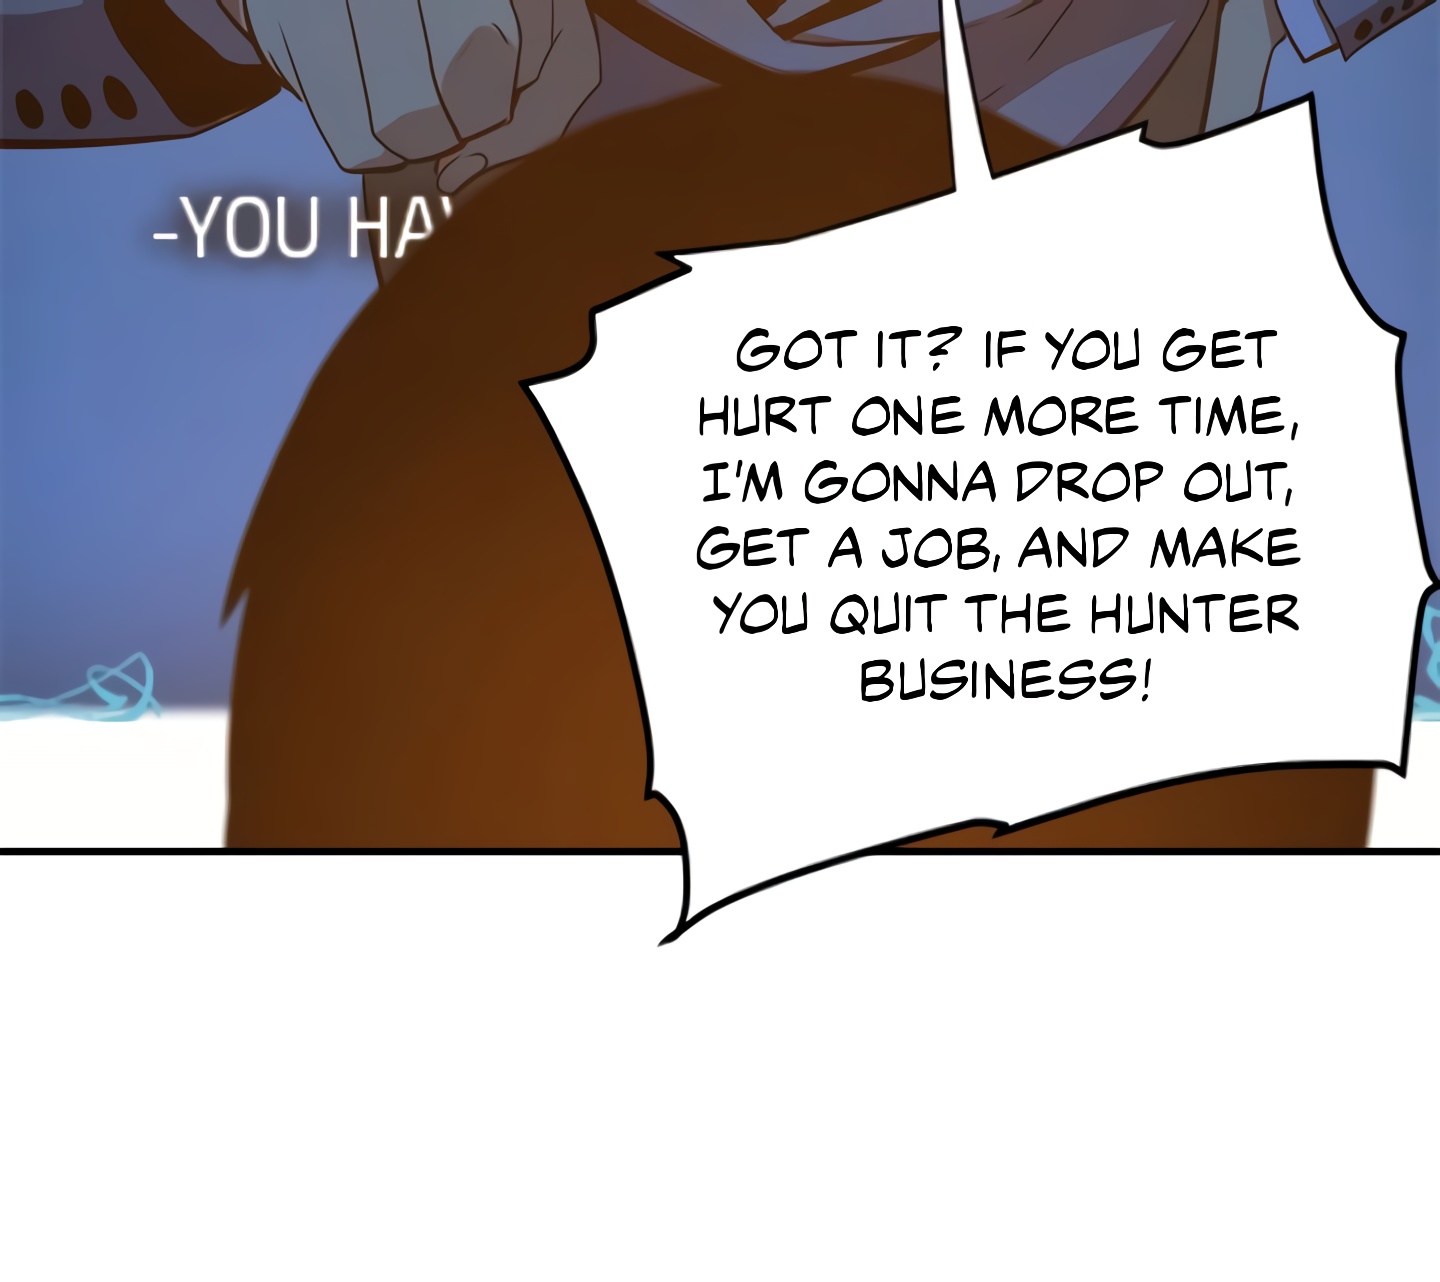 -YOU HA
GOT IT? IF YOU GET
HURT ONE MORE TIME,
I'M GONNA DROP OUT,
GET A JOB, AND MAKE
YOU QUIT THE HUNTER
BUSINESS!